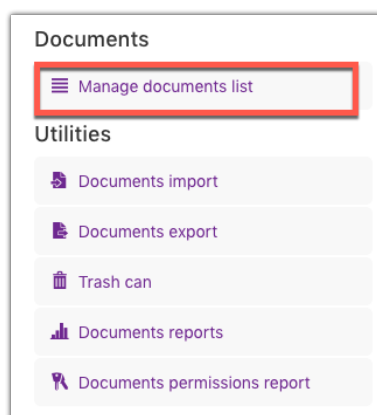 Documents
Manage documents list
Utilities
Documents import
Documents export
Trash can
Documents reports
Documents permissions report